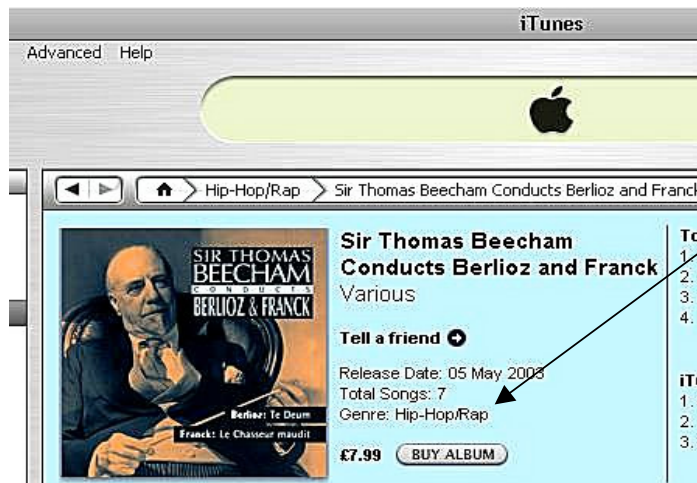 iTunes
Advanced Help
Hip-Hop/Rap Sir Thomas Beecham Conducts Berlioz and Franck
SIR THOMAS
BEECHAM
CONDUCTS
BERLIOZ & FRANCK
Berlioz: Te Deum
Franck: Le Chasseur maudit
Sir Thomas Beecham
Conducts Berlioz and Franck
Various
Tell a friend
Release Date: 05 May 2003
Total Songs: 7
Genre: Hip-Hop/Rap
£7.99 BUY ALBUM
1.
2.
3.
4.
1.
2.
3.